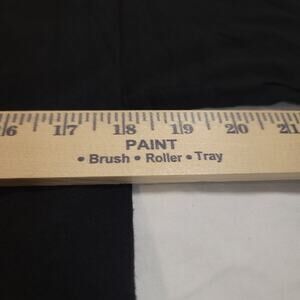 16 17 18 19 20 21
PAINT
• Brush • Roller • Tray